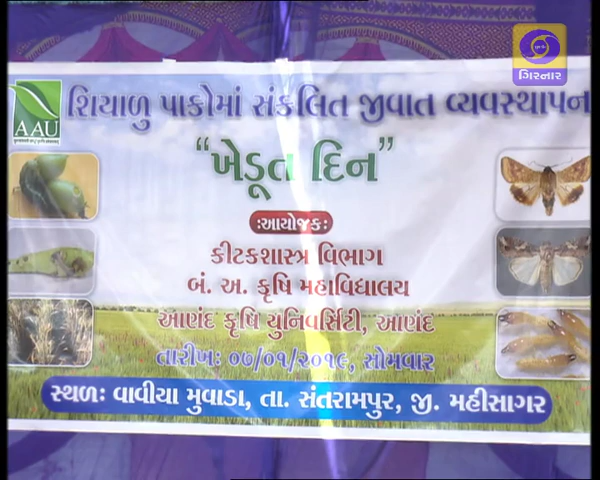 ગિરનાર
AAU
શિયાળુ પાકોમાં સંકલિત જીવાત વ્યવસ્થાપન
"ખેડૂત દિન"
:આયોજક:
કીટકશાસ્ત્ર વિભાગ
બં. અ. કૃષિ મહાવિદ્યાલય
આણંદ કૃષિ યુનિવર્સિટી, આણંદ
તારીખ: ૦૭/૦૧/૨૦૧૯, સોમવાર
સ્થળ: વાવીયા મુવાડા, તા. સંતરામપુર, જી. મહીસાગર